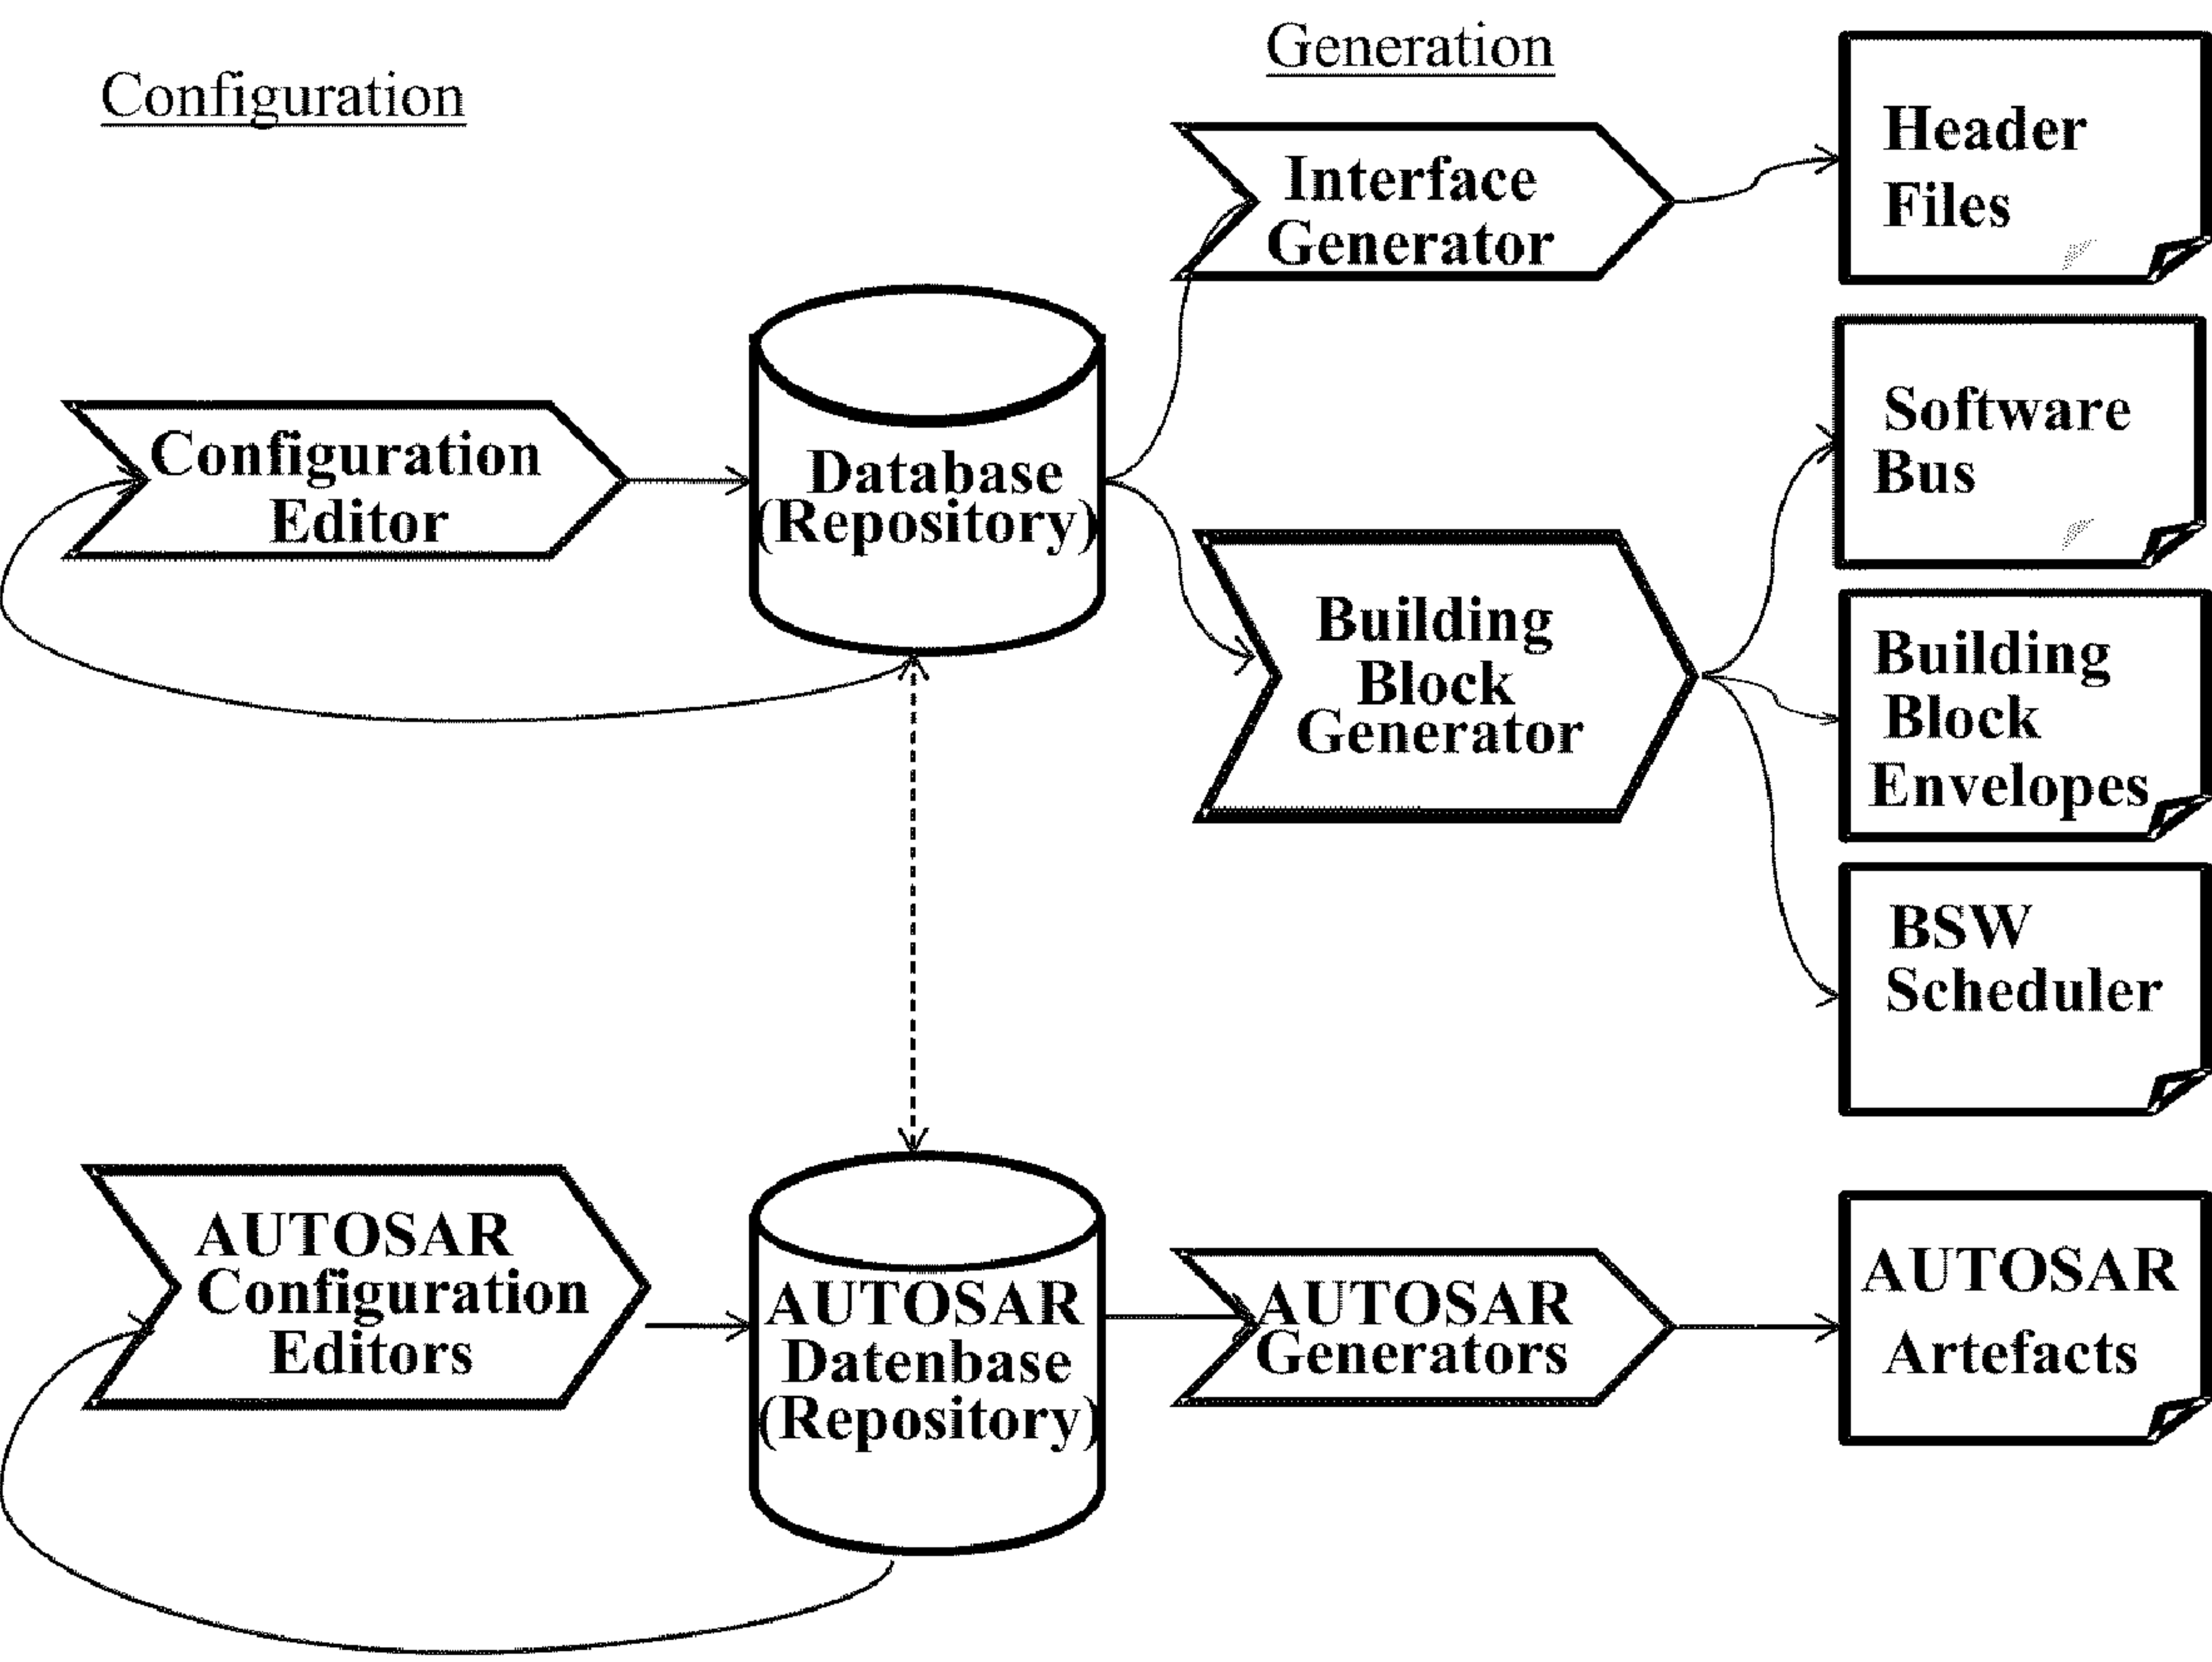 Configuration
Generation
Interface
Generator
Header
Files
Configuration
Editor
Database
(Repository)
Software
Bus
Building
Block
Generator
Building
Block
Envelopes
BSW
Scheduler
AUTOSAR
Configuration
Editors
AUTOSAR
Datenbase
(Repository)
AUTOSAR
Generators
AUTOSAR
Artefacts